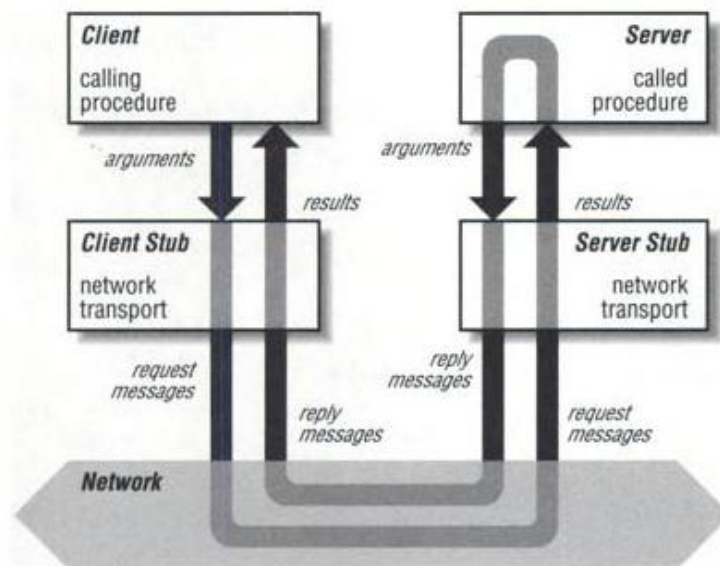 Client
calling
procedure
Server
called
procedure
arguments
results
arguments
results
Client Stub
network
transport
Server Stub
network
transport
request
messages
reply
messages
reply
messages
request
messages
Network